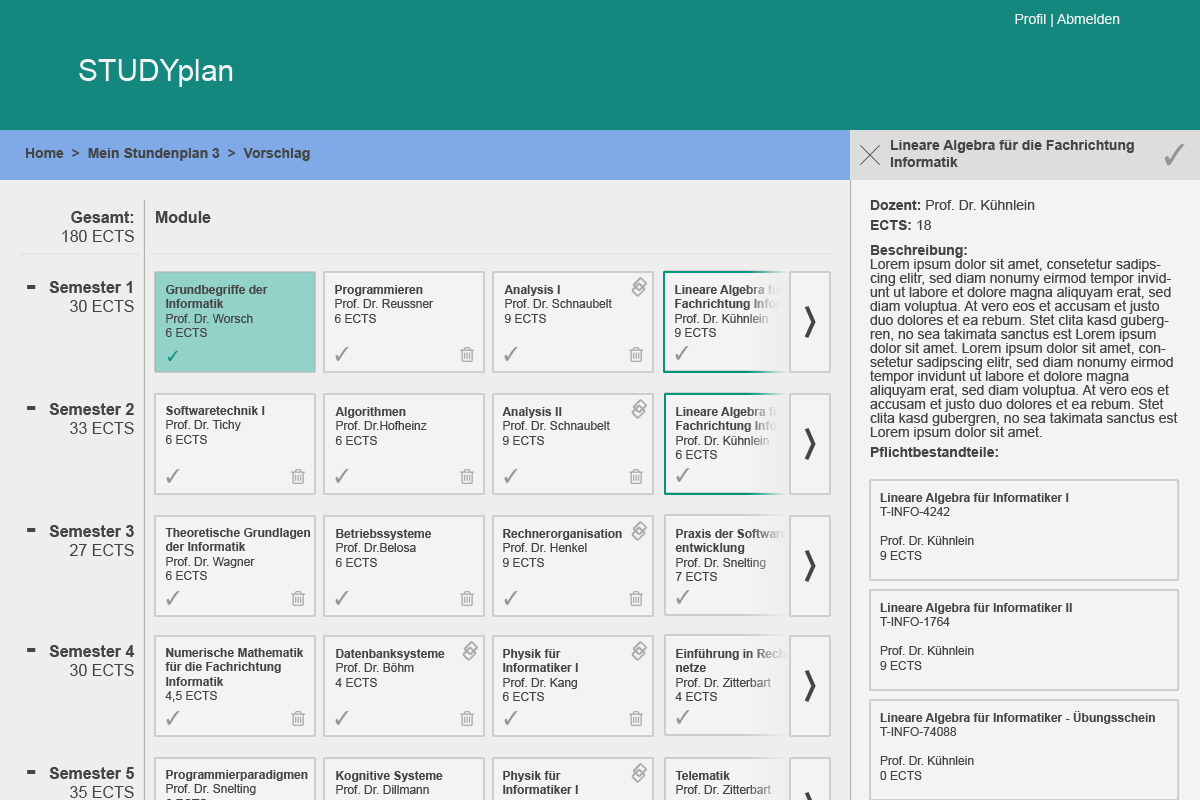 Profil | Abmelden
STUDYplan
Home > Mein Stundenplan 3 > Vorschlag
Gesamt:
180 ECTS
Module
- Semester 1
30 ECTS
Grundbegriffe der
Informatik
Prof. Dr. Worsch
6 ECTS
✓
Programmieren
Prof. Dr. Reussner
6 ECTS
✓
Analysis I
Prof. Dr. Schnaubelt
9 ECTS
✓
Lineare Algebra fü
Fachrichtung Infor
Prof. Dr. Kühnlein
9 ECTS
✓
- Semester 2
33 ECTS
Softwaretechnik I
Prof. Dr. Tichy
6 ECTS
✓
Algorithmen
Prof. Dr.Hofheinz
6 ECTS
✓
Analysis II
Prof. Dr. Schnaubelt
9 ECTS
✓
Lineare Algebra fü
Fachrichtung Infor
Prof. Dr. Kühnlein
6 ECTS
✓
- Semester 3
27 ECTS
Theoretische Grundlagen
der Informatik
Prof. Dr. Wagner
6 ECTS
✓
Betriebssysteme
Prof. Dr.Belosa
6 ECTS
✓
Rechnerorganisation
Prof. Dr. Henkel
9 ECTS
✓
Praxis der Software
entwicklung
Prof. Dr. Snelting
7 ECTS
✓
- Semester 4
30 ECTS
Numerische Mathematik
für die Fachrichtung
Informatik
4,5 ECTS
✓
Datenbanksysteme
Prof. Dr. Böhm
4 ECTS
✓
Physik für
Informatiker I
Prof. Dr. Kang
6 ECTS
✓
Einführung in Rech
netze
Prof. Dr. Zitterbart
4 ECTS
✓
- Semester 5
35 ECTS
Programmierparadigmen
Prof. Dr. Snelting
Kognitive Systeme
Prof. Dr. Dillmann
Physik für
Informatiker I
Telematik
Prof. Dr. Zitterbart
Lineare Algebra für die Fachrichtung
Informatik
✓
Dozent: Prof. Dr. Kühnlein
ECTS: 18
Beschreibung:
Lorem ipsum dolor sit amet, consetetur sadips-
cing elitr, sed diam nonumy eirmod tempor invid-
unt ut labore et dolore magna aliquyam erat, sed
diam voluptua. At vero eos et accusam et justo
duo dolores et ea rebum. Stet clita kasd guberg-
ren, no sea takimata sanctus est Lorem ipsum
dolor sit amet. Lorem ipsum dolor sit amet, con-
setetur sadipscing elitr, sed diam nonumy eirmod
tempor invidunt ut labore et dolore magna
aliquyam erat, sed diam voluptua. At vero eos et
accusam et justo duo dolores et ea rebum. Stet
clita kasd gubergren, no sea takimata sanctus est
Lorem ipsum dolor sit amet.
Pflichtbestandteile:
Lineare Algebra für Informatiker I
T-INFO-4242
Prof. Dr. Kühnlein
9 ECTS
Lineare Algebra für Informatiker II
T-INFO-1764
Prof. Dr. Kühnlein
9 ECTS
Lineare Algebra für Informatiker - Übungsschein
T-INFO-74088
Prof. Dr. Kühnlein
0 ECTS